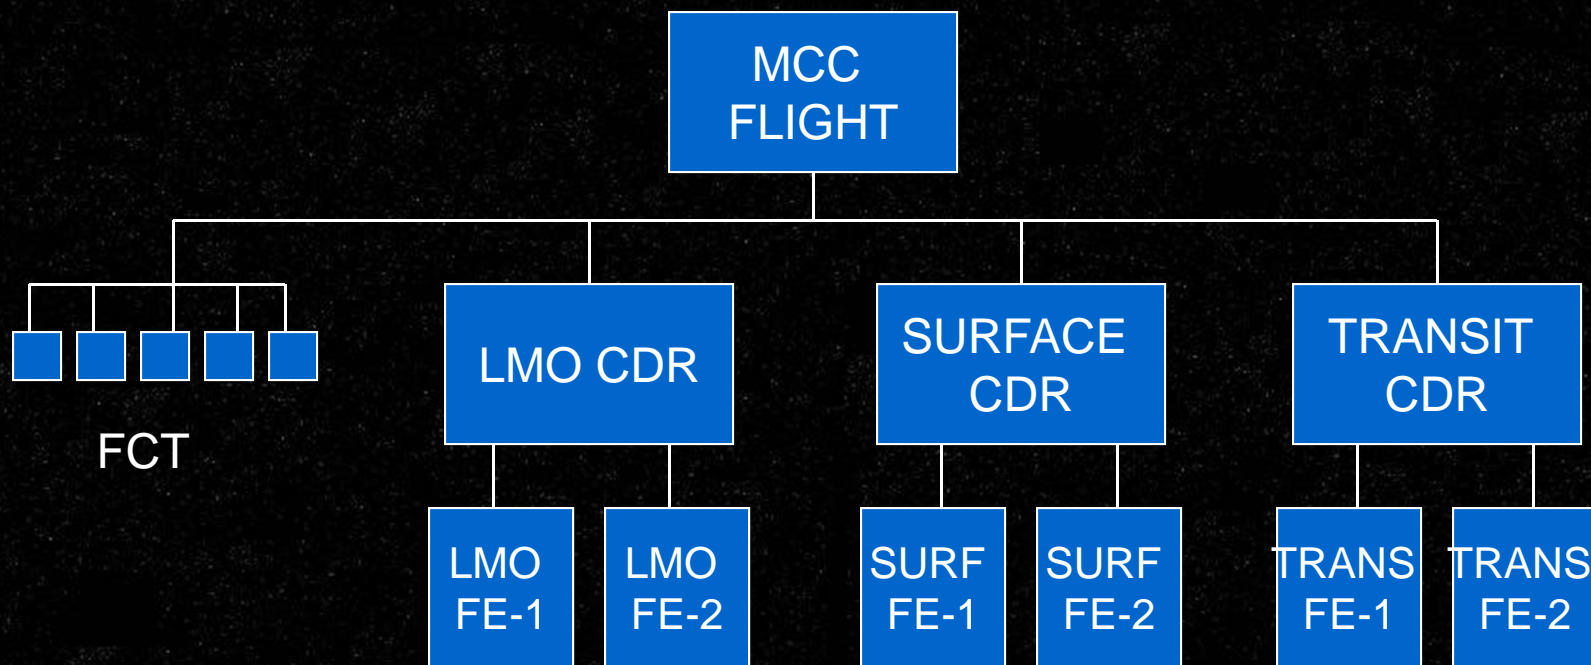 MCC
FLIGHT
LMO CDR
SURFACE
CDR
TRANSIT
CDR
FCT
LMO
FE-1
LMO
FE-2
SURF
FE-1
SURF
FE-2
TRANS
FE-1
TRANS
FE-2